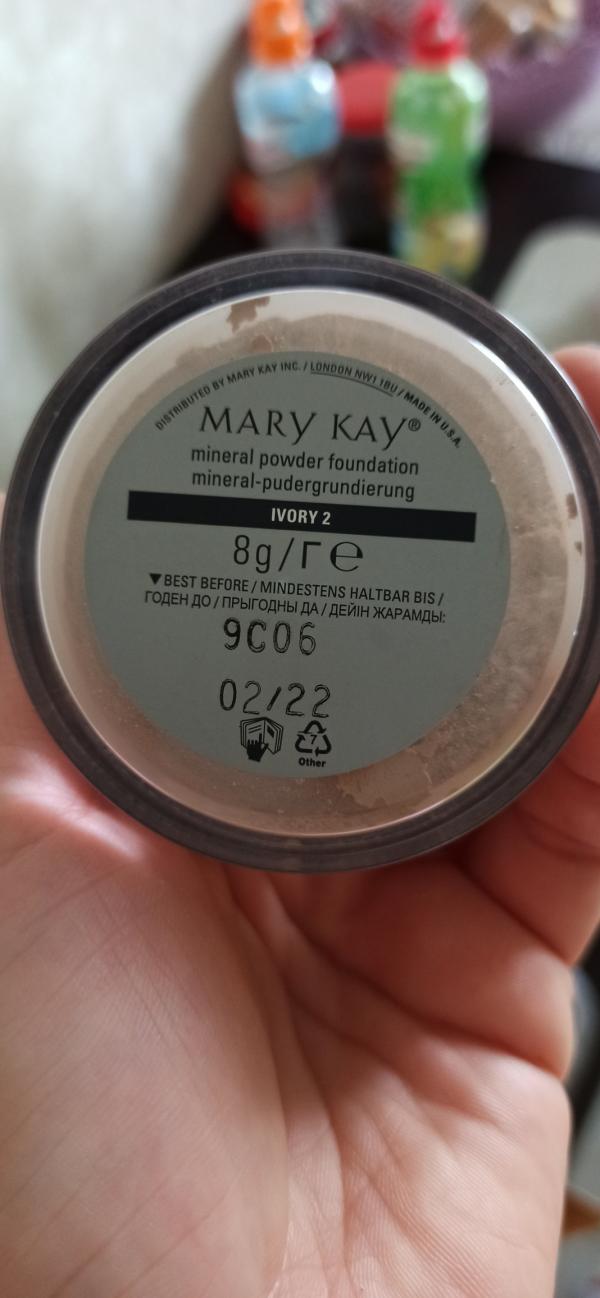 DISTRIBUTED BY MARY KAY INC. / LONDON NW1 1BU / MADE IN U.S.A.
MARY KAY®
mineral powder foundation
mineral-pudergrundierung
IVORY 2
8g/Г℮
▼BEST BEFORE / MINDESTENS HALTBAR BIS /
ГОДЕН ДО / ПРЫГОДНЫ ДА / ДЕЙІН ЖАРАМДЫ:
9C06
02/22
7
Other